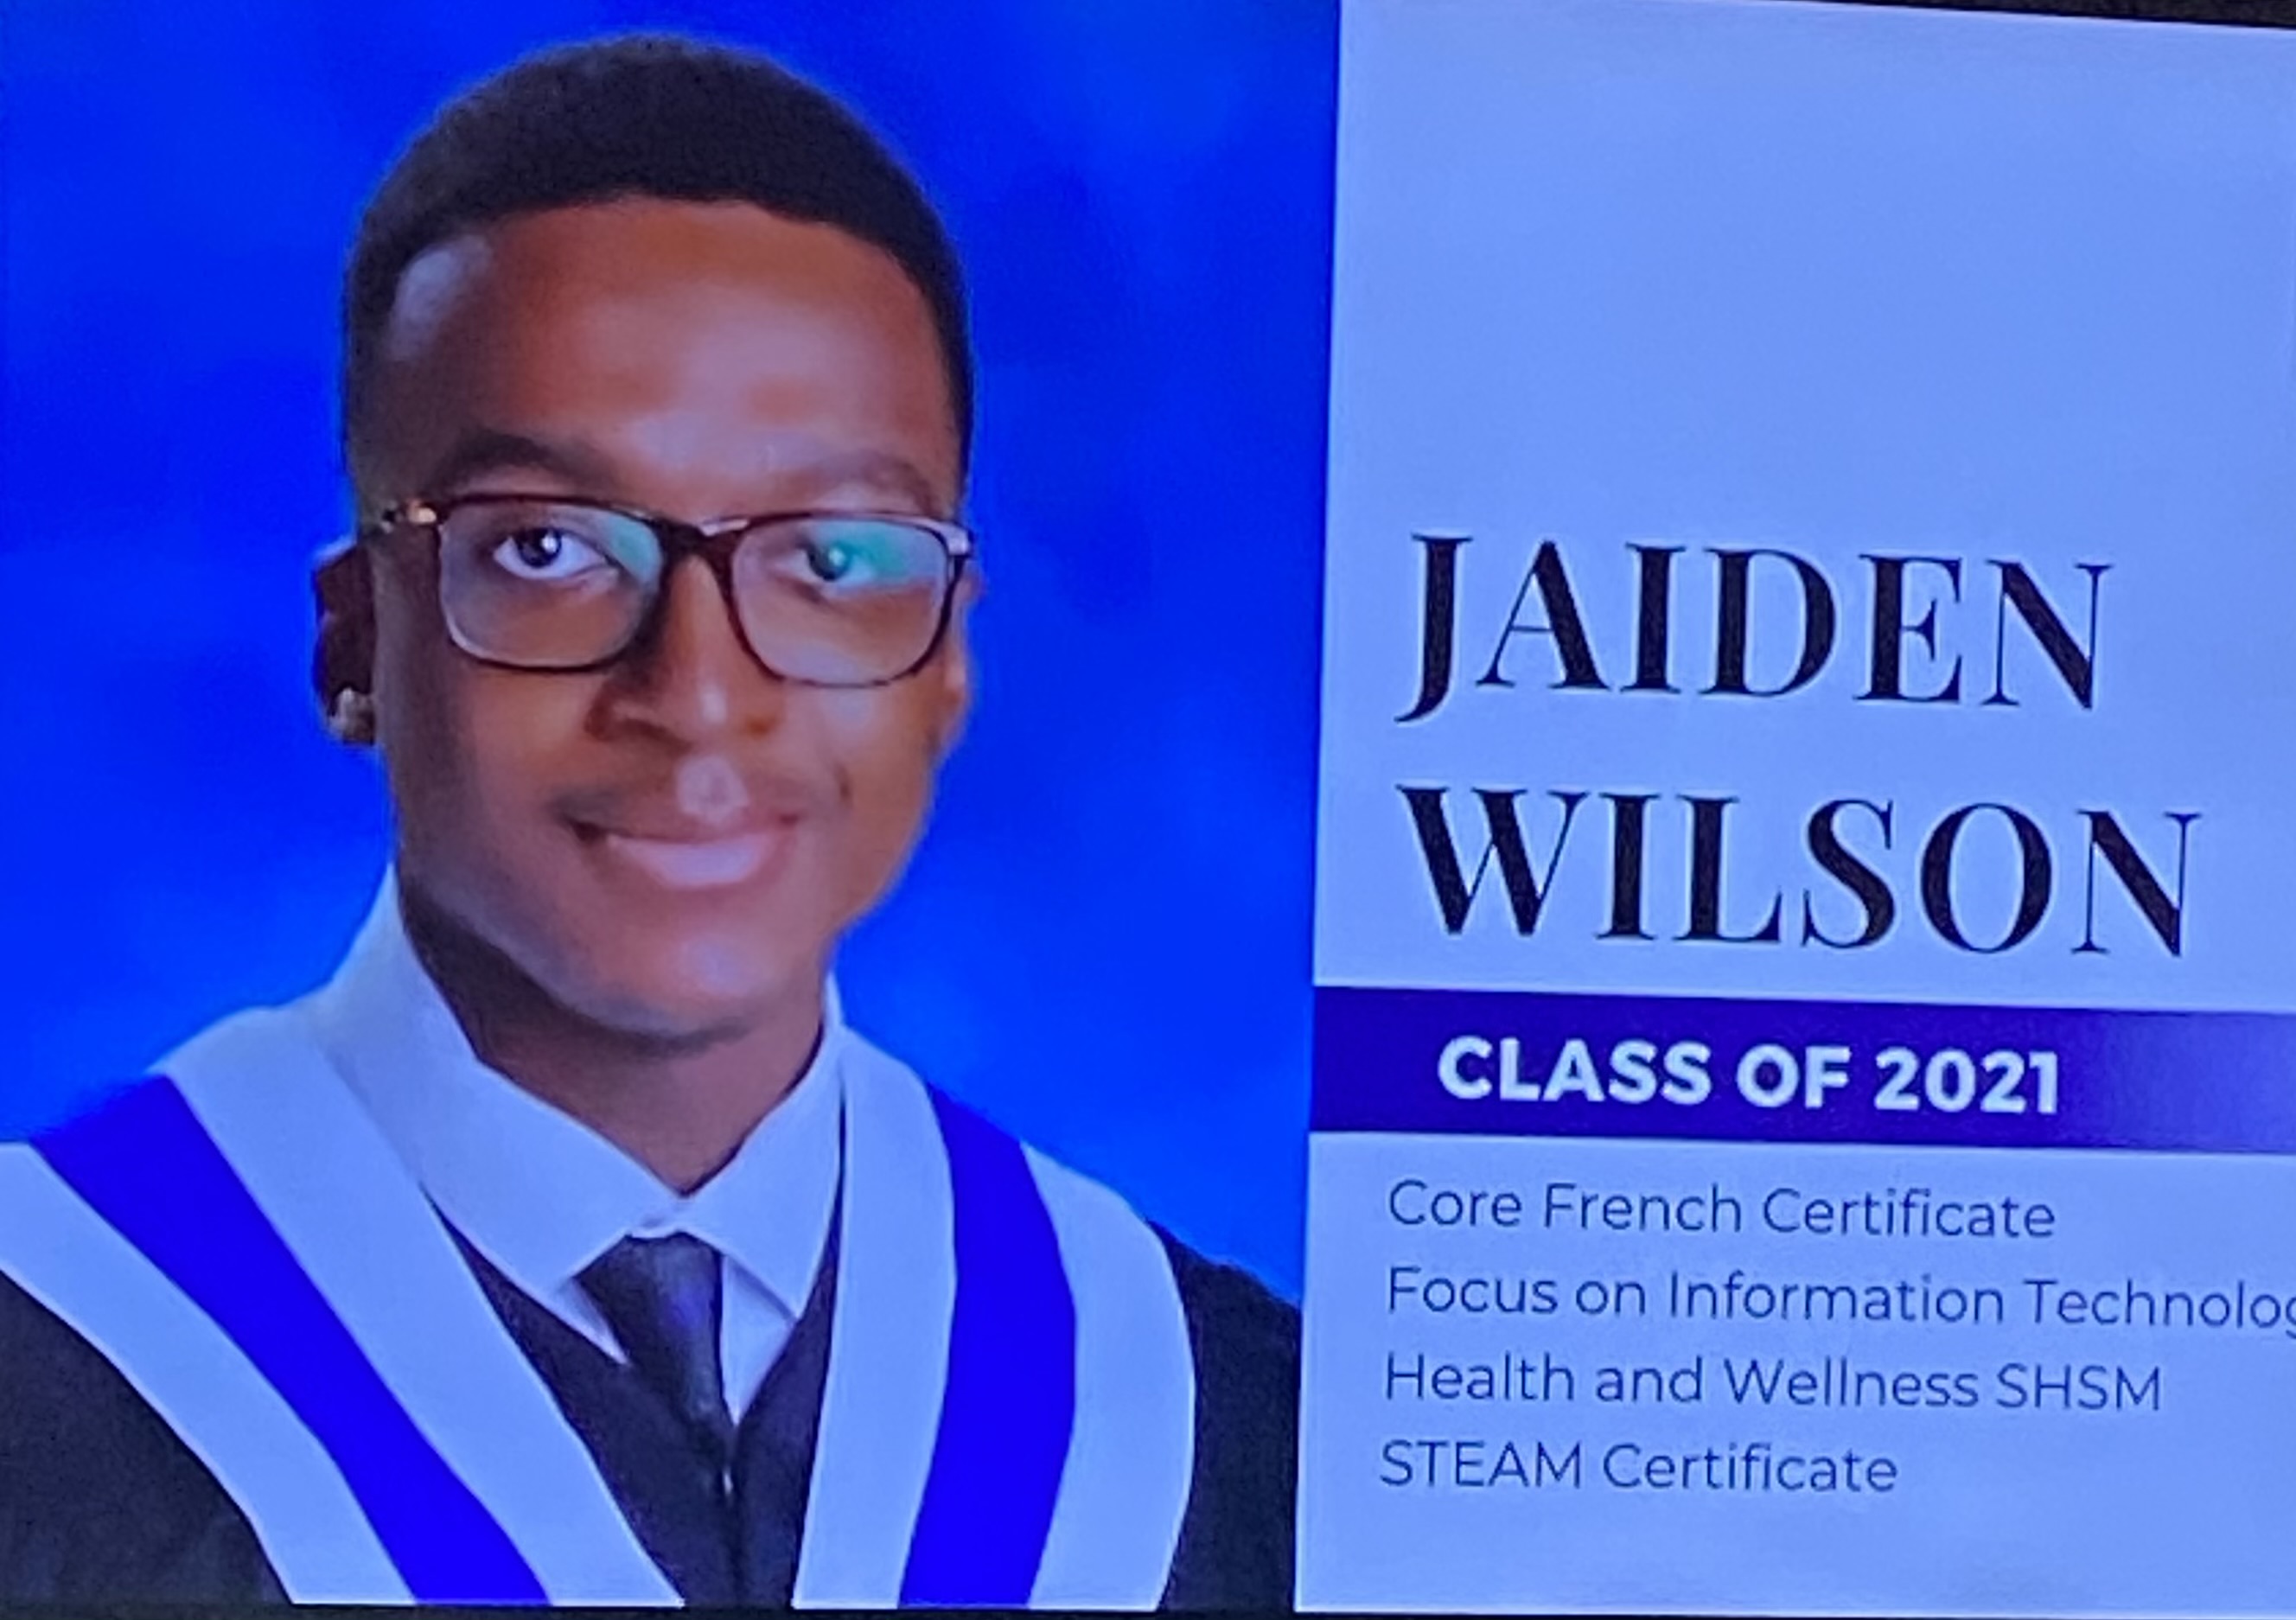 JAIDEN
WILSON
CLASS OF 2021
Core French Certificate
Focus on Information Technolog
Health and Wellness SHSM
STEAM Certificate